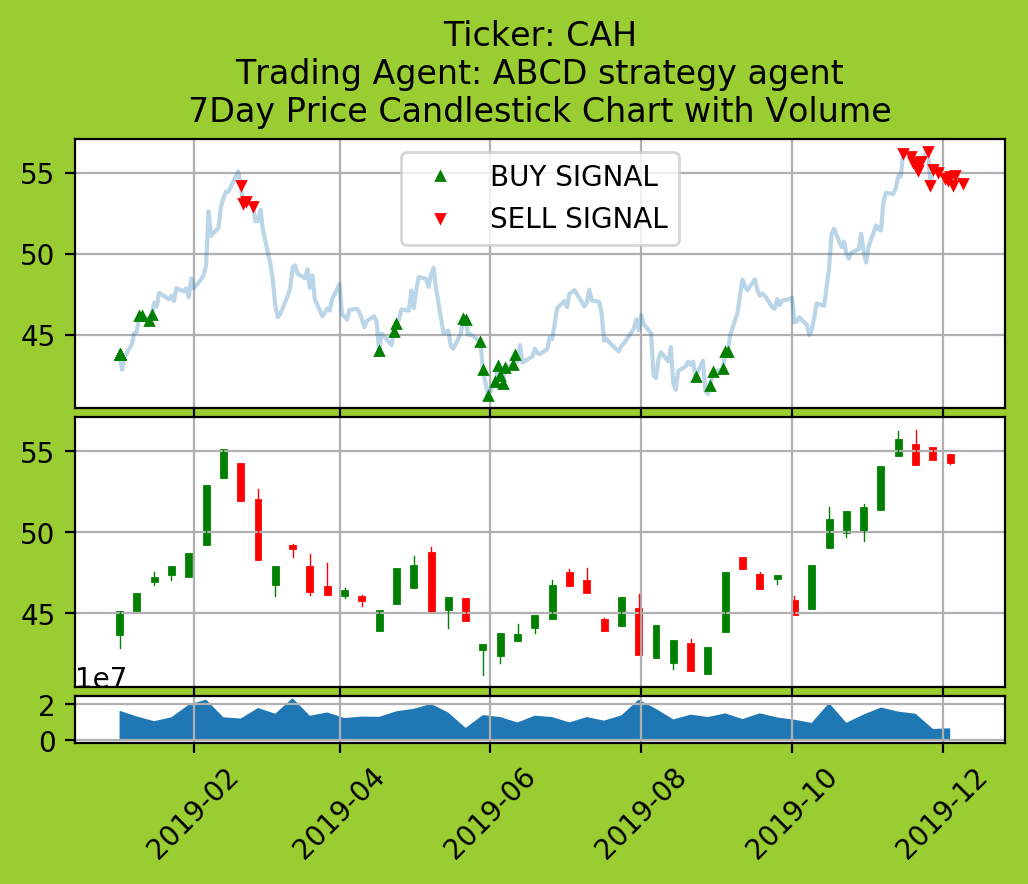 Ticker: CAH
Trading Agent: ABCD strategy agent
7Day Price Candlestick Chart with Volume
BUY SIGNAL
SELL SIGNAL
55
50
45
55
50
45
1e7
2
0
2019-02
2019-04
2019-06
2019-08
2019-10
2019-12